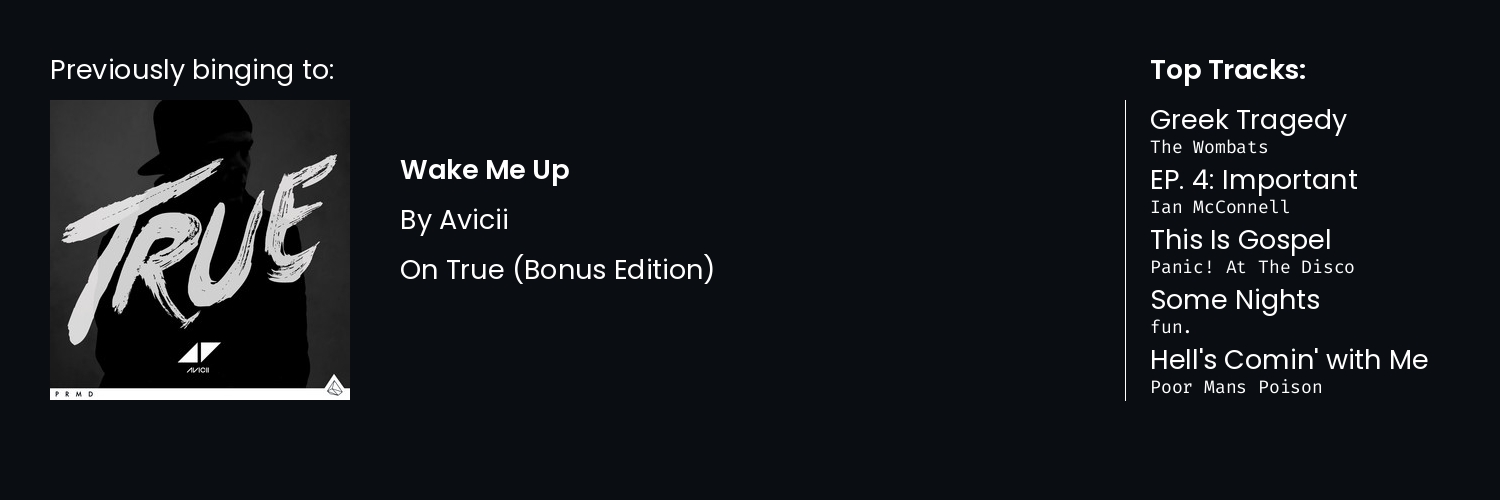 Previously binging to:
TRUE
AVICII
PRMD
Wake Me Up
By Avicii
On True (Bonus Edition)
Top Tracks:
Greek Tragedy
The Wombats
EP. 4: Important
Ian McConnell
This Is Gospel
Panic! At The Disco
Some Nights
fun.
Hell's Comin' with Me
Poor Mans Poison